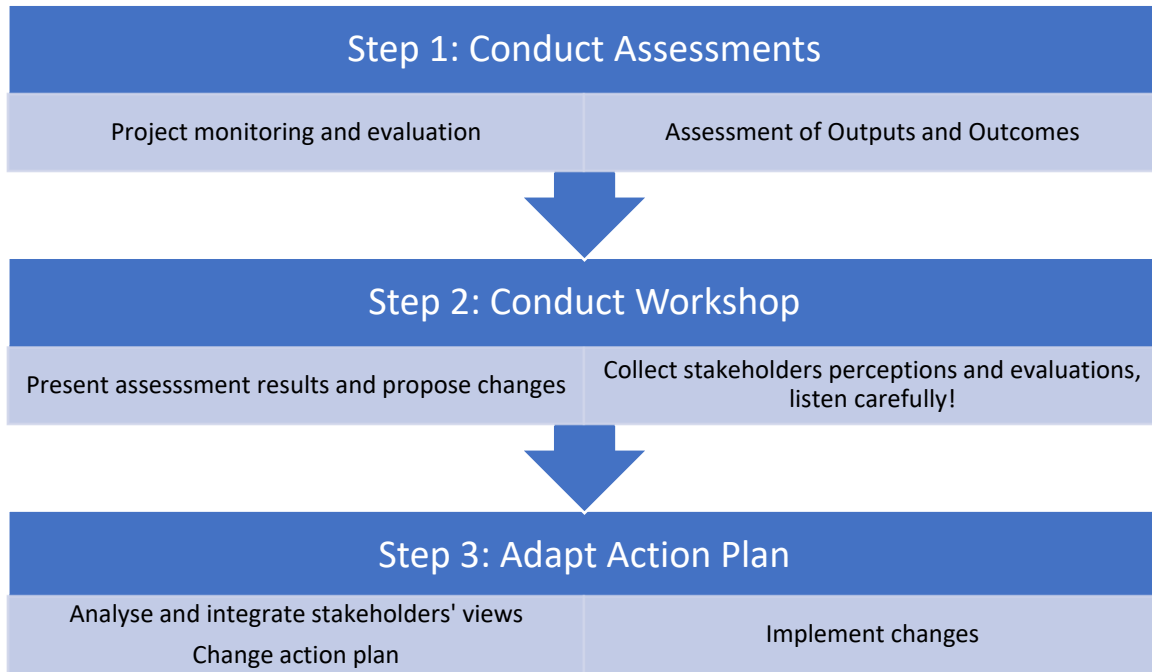 Step 1: Conduct Assessments
Project monitoring and evaluation
Assessment of Outputs and Outcomes
Step 2: Conduct Workshop
Present assesssment results and propose changes
Collect stakeholders perceptions and evaluations,
listen carefully!
Step 3: Adapt Action Plan
Analyse and integrate stakeholders' views
Change action plan
Implement changes